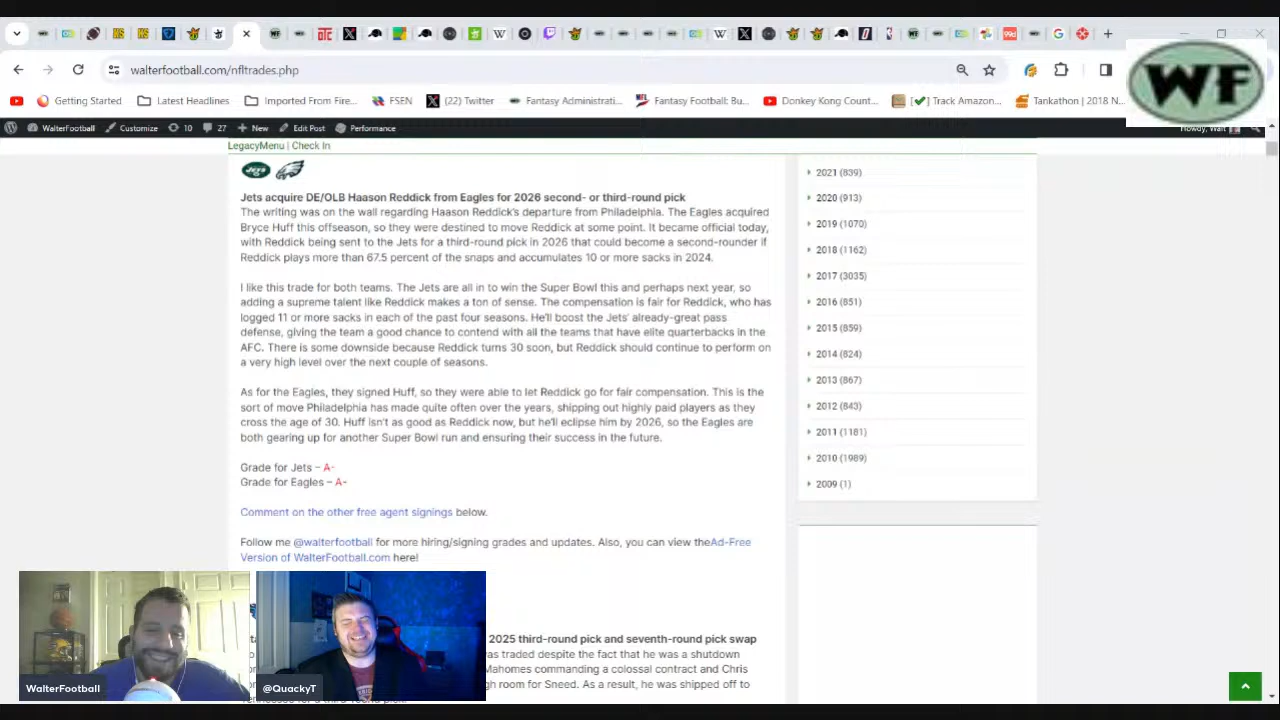 walterfootball.com/nfltrades.php
WF
Getting Started
Latest Headlines
Imported From Fire...
FSEN
(22) Twitter
Fantasy Administrati...
Fantasy Football: Bu...
Donkey Kong Count...
Track Amazon...
Tankathon | 2018 N...
WalterFootball
Customize
10
27
New
Edit Post
Performance
Howdy, Walt
LegacyMenu | Check In
JETS
Jets acquire DE/OLB Haason Reddick from Eagles for 2026 second- or third-round pick
The writing was on the wall regarding Haason Reddick's departure from Philadelphia. The Eagles acquired
Bryce Huff this offseason, so they were destined to move Reddick at some point. It became official today,
with Reddick being sent to the Jets for a third-round pick in 2026 that could become a second-rounder if
Reddick plays more than 67.5 percent of the snaps and accumulates 10 or more sacks in 2024.
I like this trade for both teams. The Jets are all in to win the Super Bowl this and perhaps next year, so
adding a supreme talent like Reddick makes a ton of sense. The compensation is fair for Reddick, who has
logged 11 or more sacks in each of the past four seasons. He'll boost the Jets' already-great pass
defense, giving the team a good chance to contend with all the teams that have elite quarterbacks in the
AFC. There is some downside because Reddick turns 30 soon, but Reddick should continue to perform on
a very high level over the next couple of seasons.
As for the Eagles, they signed Huff, so they were able to let Reddick go for fair compensation. This is the
sort of move Philadelphia has made quite often over the years, shipping out highly paid players as they
cross the age of 30. Huff isn't as good as Reddick now, but he'll eclipse him by 2026, so the Eagles are
both gearing up for another Super Bowl run and ensuring their success in the future.
Grade for Jets – A-
Grade for Eagles – A-
Comment on the other free agent signings below.
Follow me @walterfootball for more hiring/signing grades and updates. Also, you can view theAd-Free
Version of WalterFootball.com here!
2025 third-round pick and seventh-round pick swap
was traded despite the fact that he was a shutdown
Mahomes commanding a colossal contract and Chris
room for Sneed. As a result, he was shipped off to
2021 (839)
2020 (913)
2019 (1070)
2018 (1162)
2017 (3035)
2016 (851)
2015 (859)
2014 (824)
2013 (867)
2012 (843)
2011 (1181)
2010 (1989)
2009 (1)
WalterFootball
@QuackyT